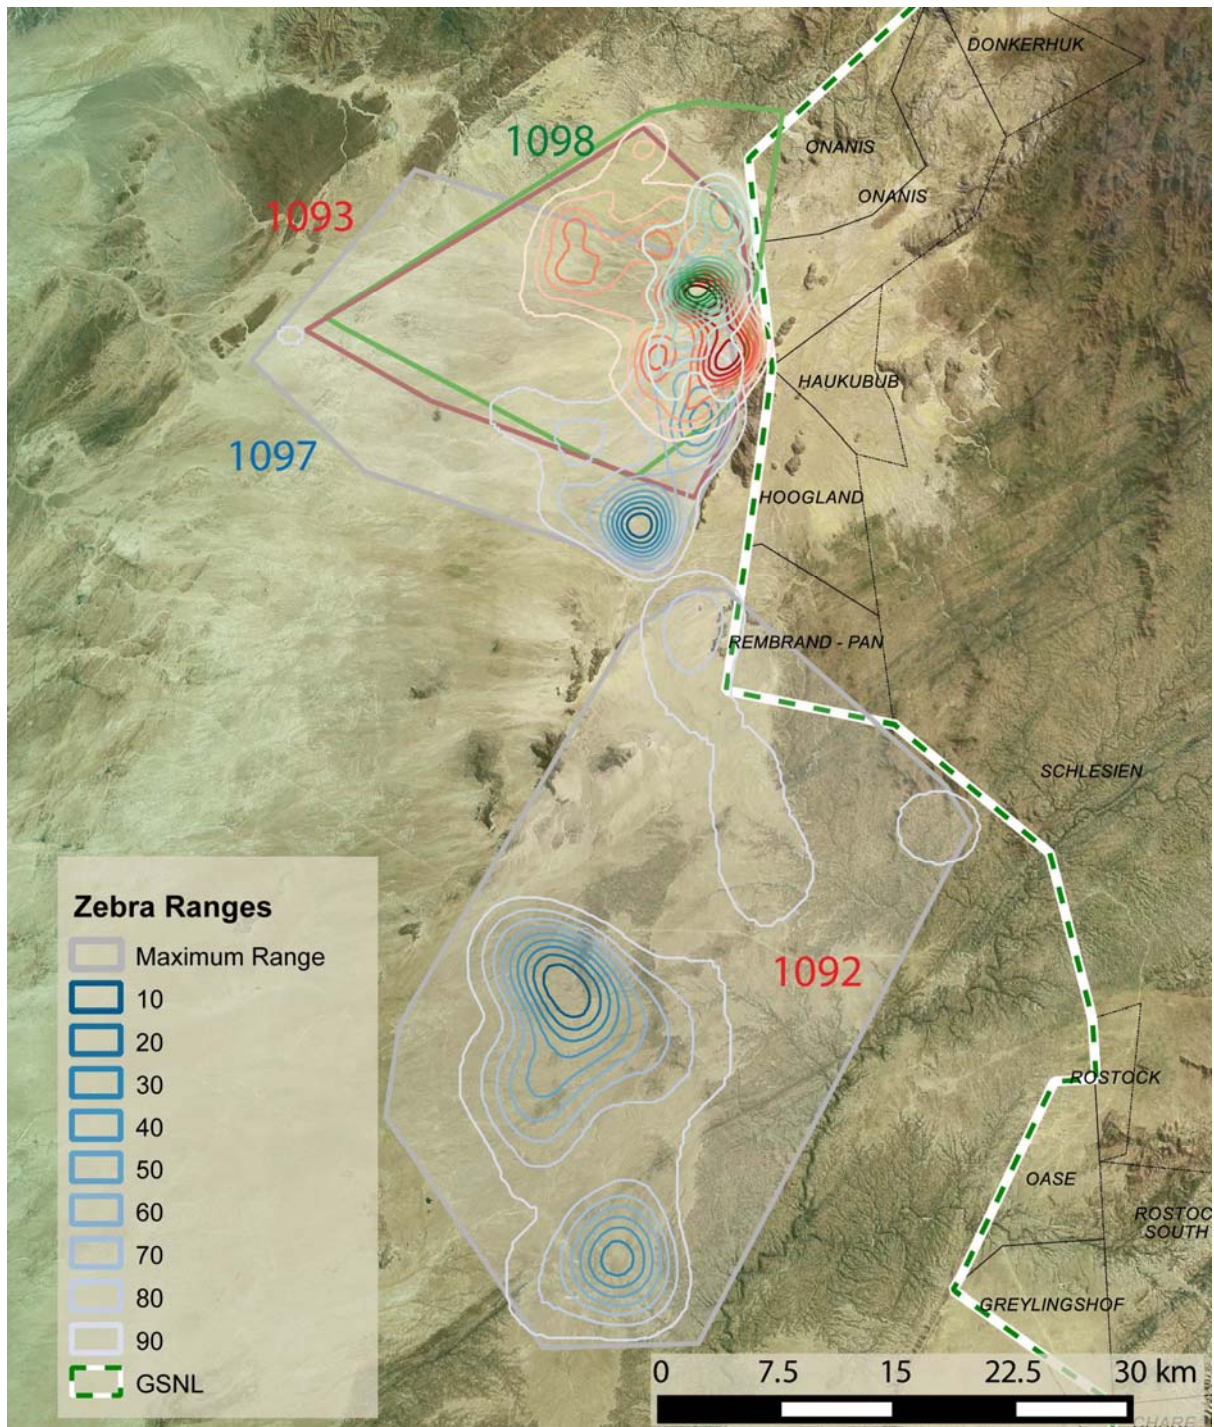 DONKERHUK
1098
ONANIS
ONANIS
1093
HAUKUBUB
1097
HOOGLAND
REMBRAND - PAN
SCHLESIEN
Zebra Ranges
Maximum Range
10
20
30
40
50
60
70
80
90
GSNL
1092
ROSTOCK
OASE
ROSTOC
SOUTH
GREYLINGSHOF
0 7.5 15 22.5 30 km